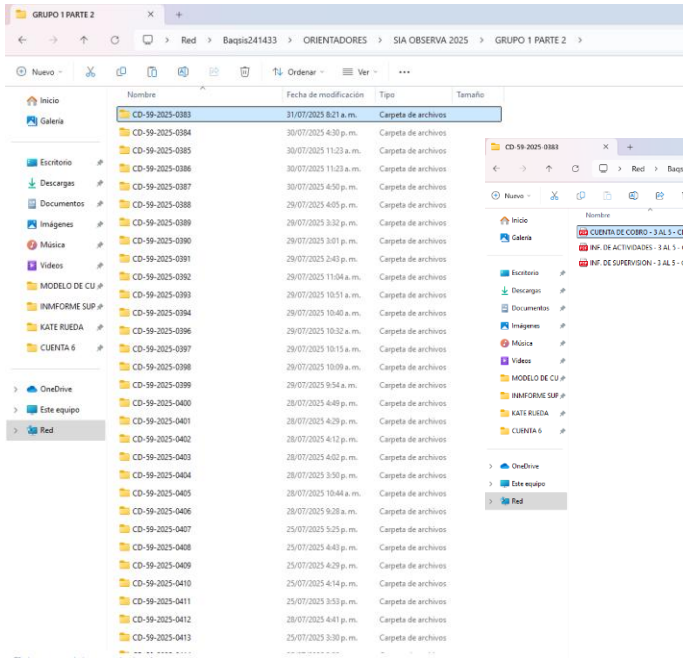 GRUPO 1 PARTE 2
Red > Baqsis241433 > ORIENTADORES > SIA OBSERVA 2025 > GRUPO 1 PARTE 2 >
Nuevo Ordenar Ver ...
Nombre Fecha de modificación Tipo Tamaño
Inicio
Galería
Escritorio
Descargas
Documentos
Imágenes
Música
Videos
MODELO DE CU
INMFORME SUP
KATE RUEDA
CUENTA 6
OneDrive
Este equipo
Red
CD-59-2025-0383 31/07/2025 8:21 a. m. Carpeta de archivos
CD-59-2025-0384 30/07/2025 4:30 p. m. Carpeta de archivos
CD-59-2025-0385 30/07/2025 11:23 a. m. Carpeta de archivos
CD-59-2025-0386 30/07/2025 11:23 a. m. Carpeta de archivos
CD-59-2025-0387 30/07/2025 4:50 p. m. Carpeta de archivos
CD-59-2025-0388 29/07/2025 4:05 p. m. Carpeta de archivos
CD-59-2025-0389 29/07/2025 3:32 p. m. Carpeta de archivos
CD-59-2025-0390 29/07/2025 3:01 p. m. Carpeta de archivos
CD-59-2025-0391 29/07/2025 2:43 p. m. Carpeta de archivos
CD-59-2025-0392 29/07/2025 11:04 a. m. Carpeta de archivos
CD-59-2025-0393 29/07/2025 10:51 a. m. Carpeta de archivos
CD-59-2025-0394 29/07/2025 10:40 a. m. Carpeta de archivos
CD-59-2025-0396 29/07/2025 10:32 a. m. Carpeta de archivos
CD-59-2025-0397 29/07/2025 10:15 a. m. Carpeta de archivos
CD-59-2025-0398 29/07/2025 10:09 a. m. Carpeta de archivos
CD-59-2025-0399 29/07/2025 9:54 a. m. Carpeta de archivos
CD-59-2025-0400 28/07/2025 4:49 p. m. Carpeta de archivos
CD-59-2025-0401 28/07/2025 4:29 p. m. Carpeta de archivos
CD-59-2025-0402 28/07/2025 4:12 p. m. Carpeta de archivos
CD-59-2025-0403 28/07/2025 4:02 p. m. Carpeta de archivos
CD-59-2025-0404 28/07/2025 3:50 p. m. Carpeta de archivos
CD-59-2025-0405 28/07/2025 10:44 a. m. Carpeta de archivos
CD-59-2025-0406 28/07/2025 9:28 a. m. Carpeta de archivos
CD-59-2025-0407 25/07/2025 5:25 p. m. Carpeta de archivos
CD-59-2025-0408 25/07/2025 4:43 p. m. Carpeta de archivos
CD-59-2025-0409 25/07/2025 4:29 p. m. Carpeta de archivos
CD-59-2025-0410 25/07/2025 4:14 p. m. Carpeta de archivos
CD-59-2025-0411 25/07/2025 3:53 p. m. Carpeta de archivos
CD-59-2025-0412 28/07/2025 4:41 p. m. Carpeta de archivos
CD-59-2025-0413 25/07/2025 3:30 p. m. Carpeta de archivos
CD-59-2025-0383
Red > Baqs
Nuevo
Nombre
CUENTA DE COBRO - 3 AL 5 -
INF. DE ACTIVIDADES - 3 AL 5 -
INF. DE SUPERVISION - 3 AL 5 -
Inicio
Galería
Escritorio
Descargas
Documentos
Imágenes
Música
Videos
MODELO DE CU
INMFORME SUP
KATE RUEDA
CUENTA 6
OneDrive
Este equipo
Red